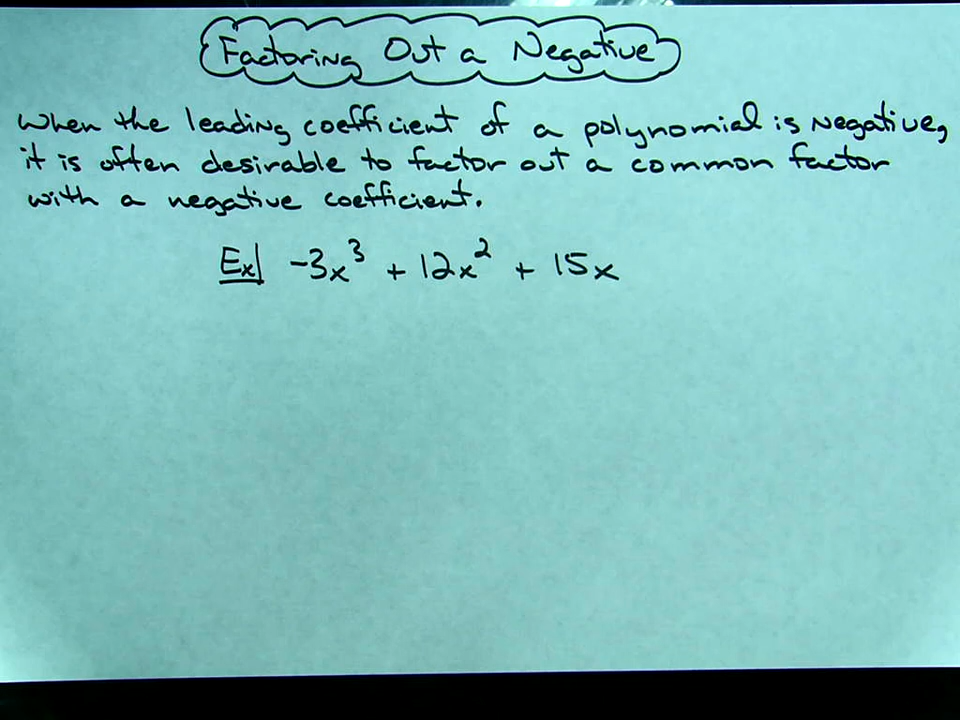 Factoring Out a Negative
When the leading coefficient of a polynomial is negative,
it is often desirable to factor out a common factor
with a negative coefficient.
Ex| -3x³ + 12x² + 15x